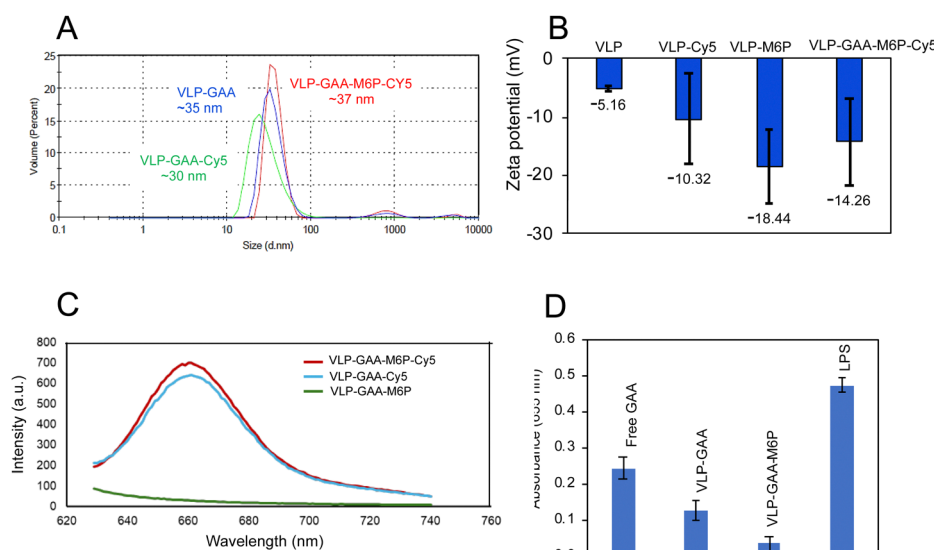 A
25
20
15
10
5
0
Volume (Percent)
VLP-GAA-M6P-CY5
~37 nm
VLP-GAA
~35 nm
VLP-GAA-Cy5
~30 nm
0.1
1
10
100
1000
10000
Size (d.nm)
B
VLP
VLP-Cy5
VLP-M6P
VLP-GAA-M6P-Cy5
Zeta potential (mV)
0
-10
-20
-30
−5.16
−10.32
−18.44
−14.26
C
800
700
600
500
400
300
200
100
0
Intensity (a.u.)
VLP-GAA-M6P-Cy5
VLP-GAA-Cy5
VLP-GAA-M6P
620
640
660
680
700
720
740
760
Wavelength (nm)
D
0.6
0.5
0.4
0.3
0.2
0.1
Absorbance
Free GAA
VLP-GAA
VLP-GAA-M6P
LPS